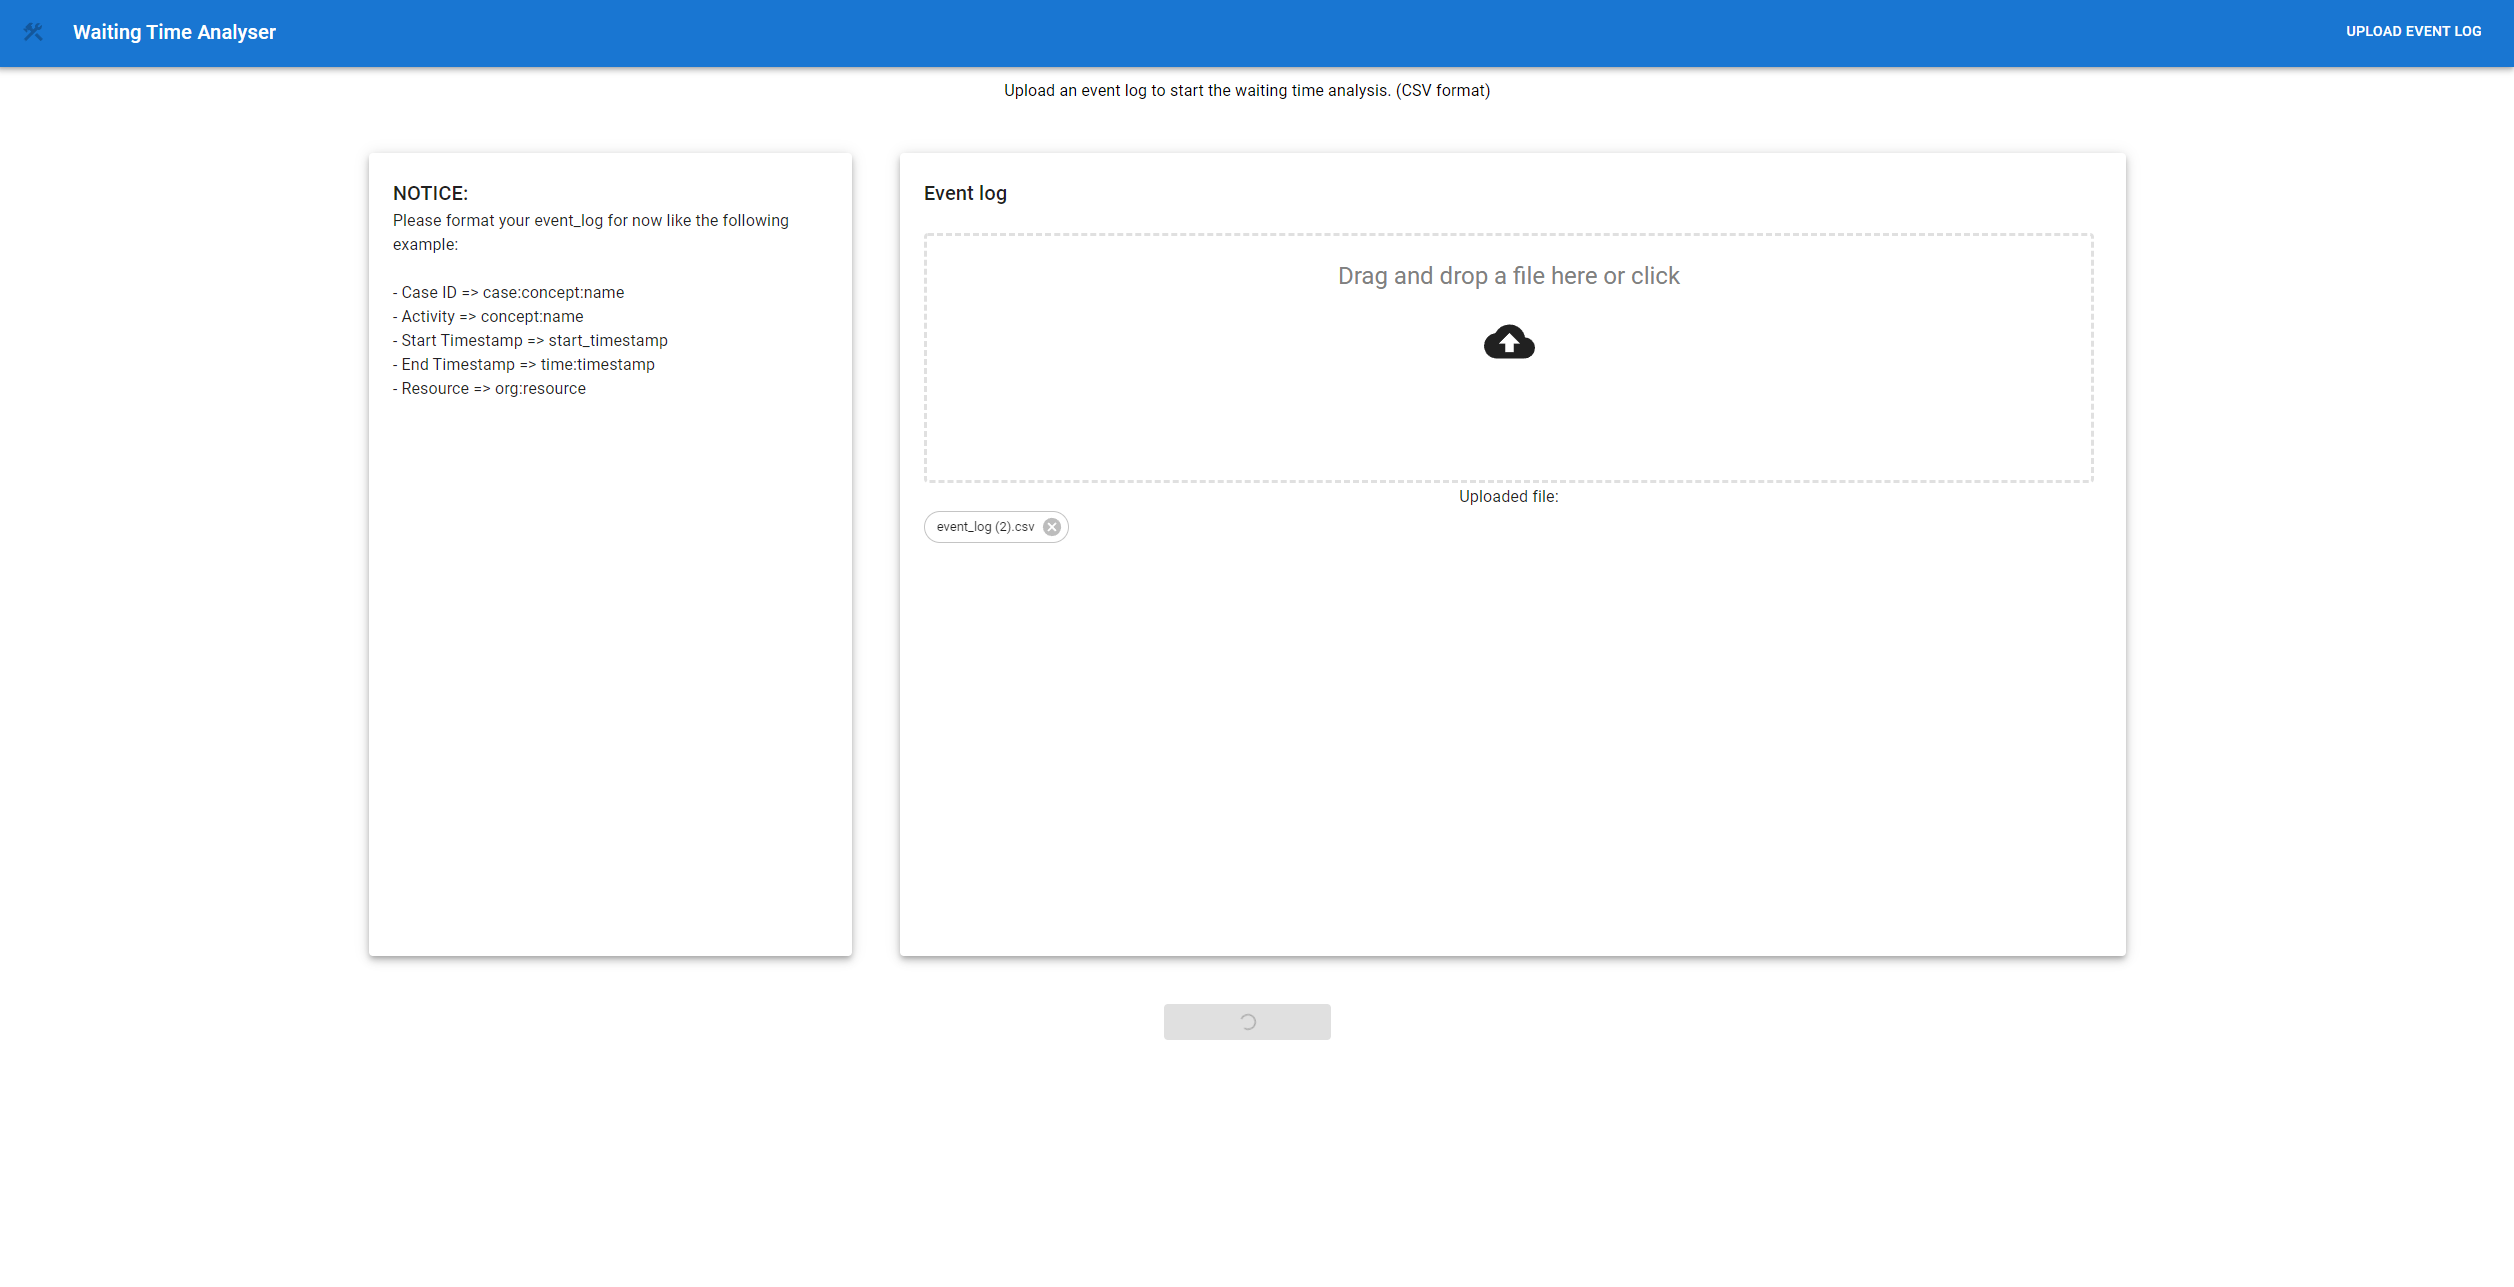 Waiting Time Analyser
UPLOAD EVENT LOG
Upload an event log to start the waiting time analysis. (CSV format)
NOTICE:
Please format your event_log for now like the following
example:
- Case ID => case:concept:name
- Activity => concept:name
- Start Timestamp => start_timestamp
- End Timestamp => time:timestamp
- Resource => org:resource
Event log
Drag and drop a file here or click
Uploaded file:
event_log (2).csv